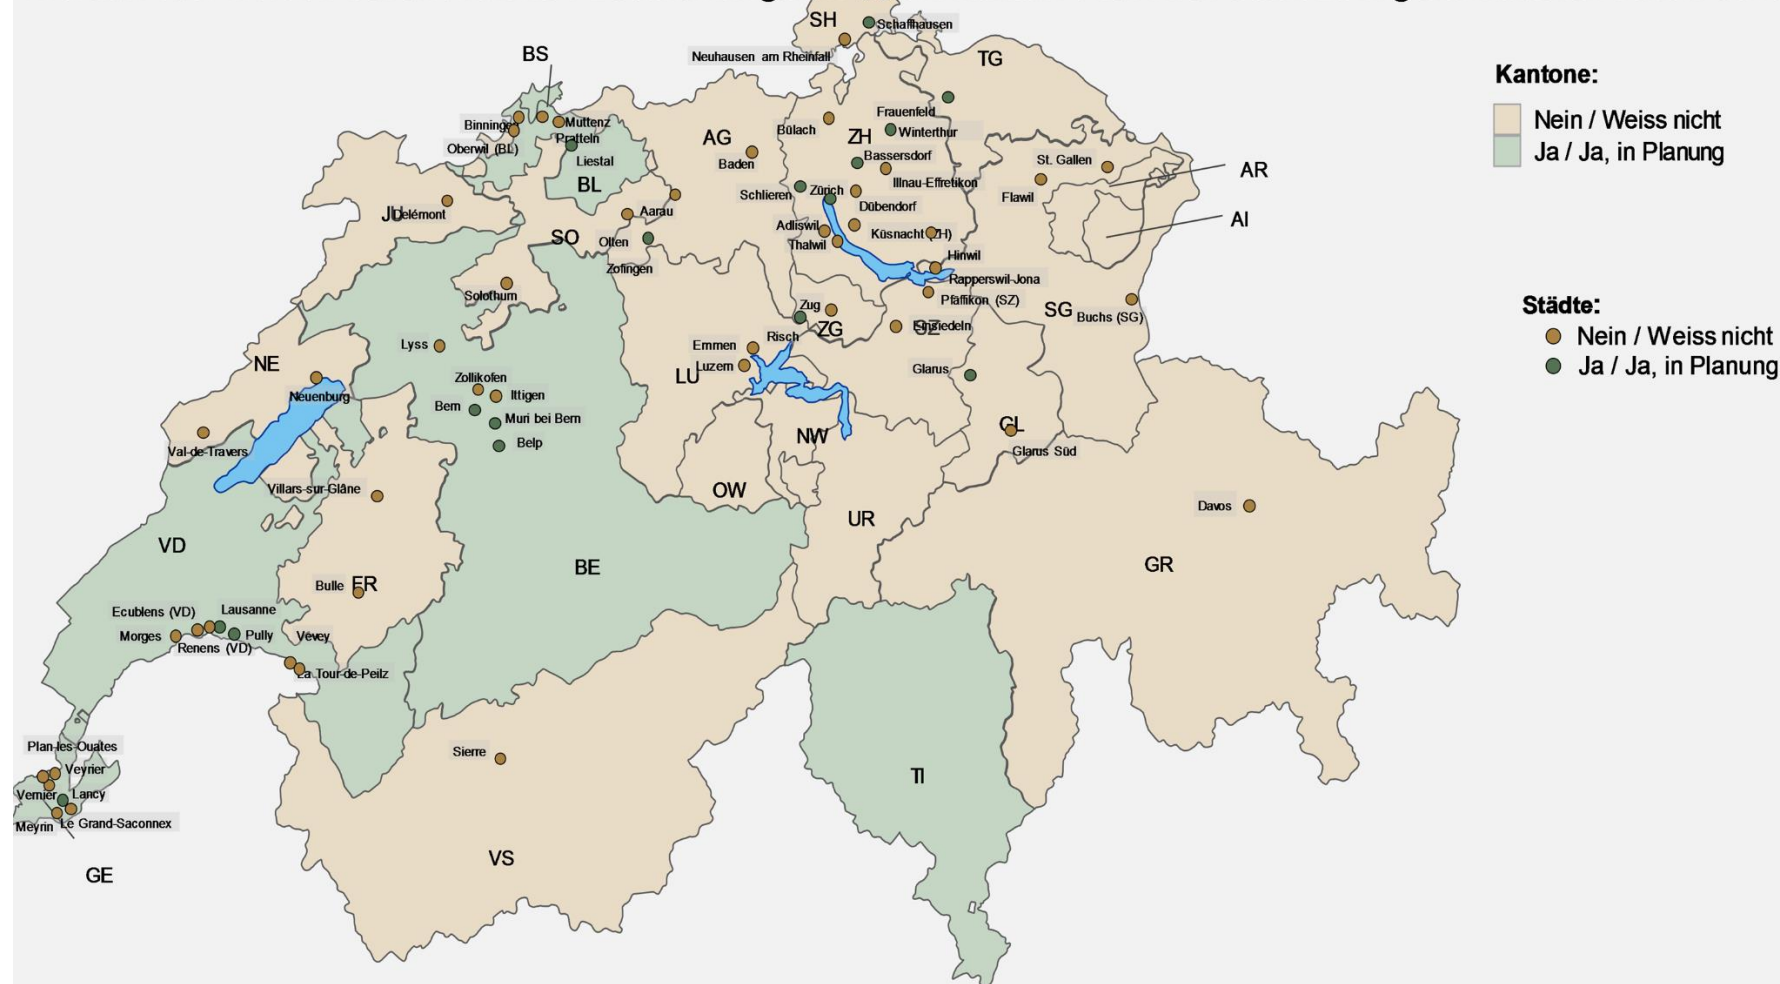 SH
Schaffhausen
Neuhausen am Rheinfall
BS
TG
Kantone:
Nein / Weiss nicht
Ja / Ja, in Planung
Frauenfeld
Binningen
Muttenz
Bülach
ZH
Winterthur
Pratteln
Oberwil (BL)
AG
Baden
Bassersdorf
St. Gallen
AR
Liestal
BL
Illnau-Effretikon
Schlieren
Zürich
Flawil
JU
Delémont
Aarau
Dübendorf
AI
SO
Olten
Adliswil
Küsnacht (ZH)
Thalwil
Hinwil
Zofingen
Rapperswil-Jona
Solothurn
Zug
Pfäffikon (SZ)
SG
Buchs (SG)
Städte:
Nein / Weiss nicht
Ja / Ja, in Planung
ZG
SZ
Einsiedeln
Lyss
Emmen
Risch
NE
LU
Luzern
Glarus
Zollikofen
Neuenburg
Ittigen
Bern
Muri bei Bern
GL
Val-de-Travers
Belp
NW
Glarus Süd
Villars-sur-Glâne
OW
Davos
UR
VD
BE
GR
Bulle
FR
Ecublens (VD)
Lausanne
Morges
Pully
Vevey
Renens (VD)
La Tour-de-Peilz
Plan-les-Ouates
Sierre
Veyrier
TI
Vernier
Lancy
Meyrin
Le Grand-Saconnex
VS
GE